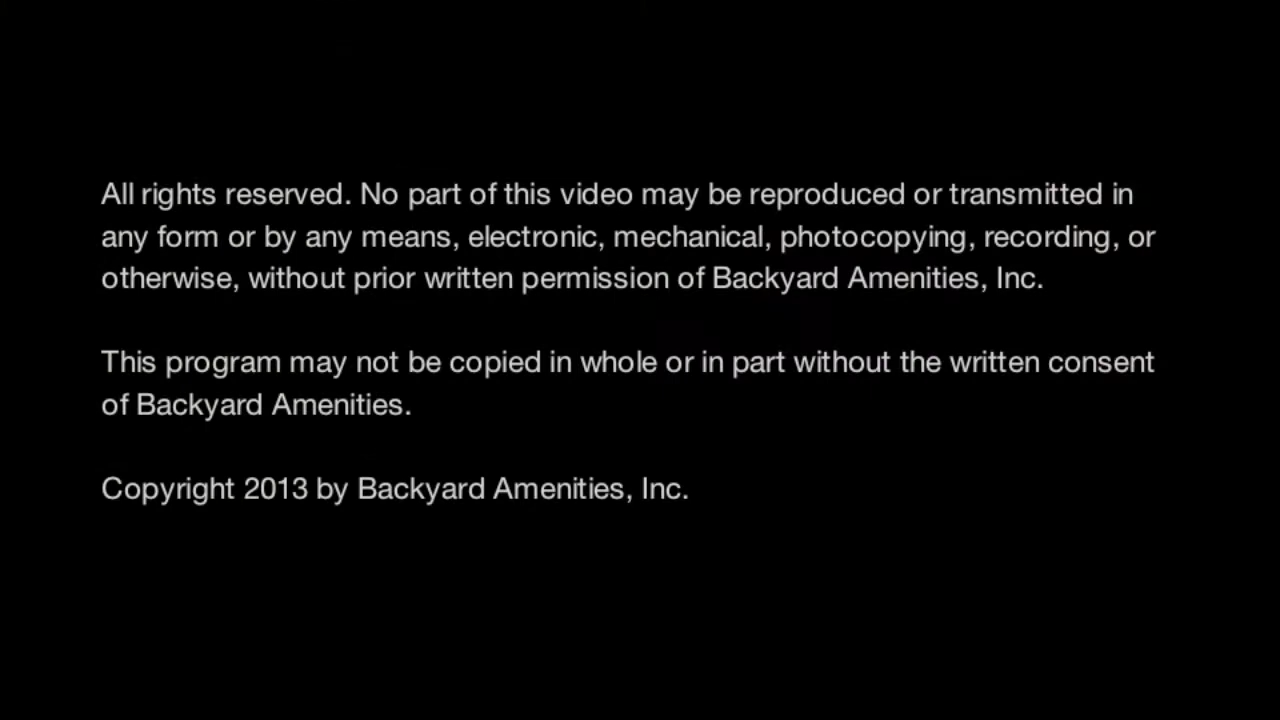 All rights reserved. No part of this video may be reproduced or transmitted in
any form or by any means, electronic, mechanical, photocopying, recording, or
otherwise, without prior written permission of Backyard Amenities, Inc.
This program may not be copied in whole or in part without the written consent
of Backyard Amenities.
Copyright 2013 by Backyard Amenities, Inc.